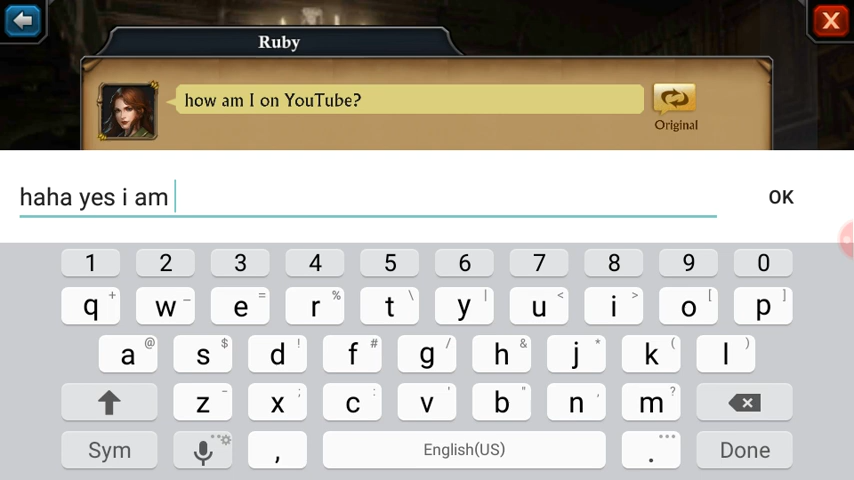 Ruby
how am I on YouTube?
Original
haha yes i am
OK
1 2 3 4 5 6 7 8 9 0
q + w _ e = r % t \ y | u < i > o [ p ]
a @ s $ d ! f # g / h & j * k ( l )
z - x ; c : v ' b " n , m ?
Sym , English(US) . Done